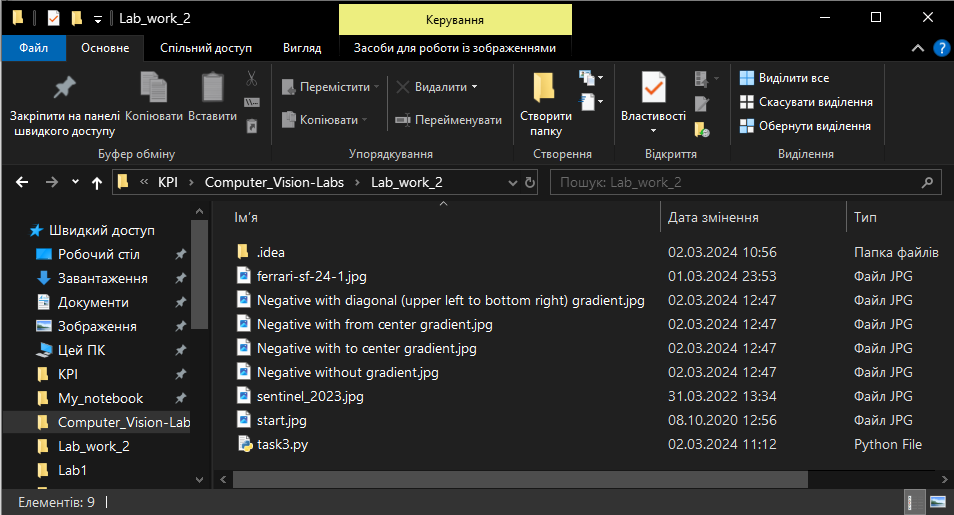 Lab_work_2
Керування
Файл
Основне
Спільний доступ
Вигляд
Засоби для роботи із зображеннями
Закріпити на панелі швидкого доступу
Копіювати
Вставити
Буфер обміну
Перемістити
Копіювати
Видалити
Перейменувати
Упорядкування
Створити папку
Створення
Властивості
Відкриття
Виділити все
Скасувати виділення
Обернути виділення
Виділення
« KPI › Computer_Vision-Labs › Lab_work_2
Пошук: Lab_work_2
Швидкий доступ
Робочий стіл
Завантаження
Документи
Зображення
Цей ПК
KPI
My_notebook
Computer_Vision-Lab
Lab_work_2
Lab1
Ім'я Дата змінення Тип
.idea 02.03.2024 10:56 Папка файлів
ferrari-sf-24-1.jpg 01.03.2024 23:53 Файл JPG
Negative with diagonal (upper left to bottom right) gradient.jpg 02.03.2024 12:47 Файл JPG
Negative with from center gradient.jpg 02.03.2024 12:47 Файл JPG
Negative with to center gradient.jpg 02.03.2024 12:47 Файл JPG
Negative without gradient.jpg 02.03.2024 12:47 Файл JPG
sentinel_2023.jpg 31.03.2022 13:34 Файл JPG
start.jpg 08.10.2020 12:56 Файл JPG
task3.py 02.03.2024 11:12 Python File
Елементів: 9